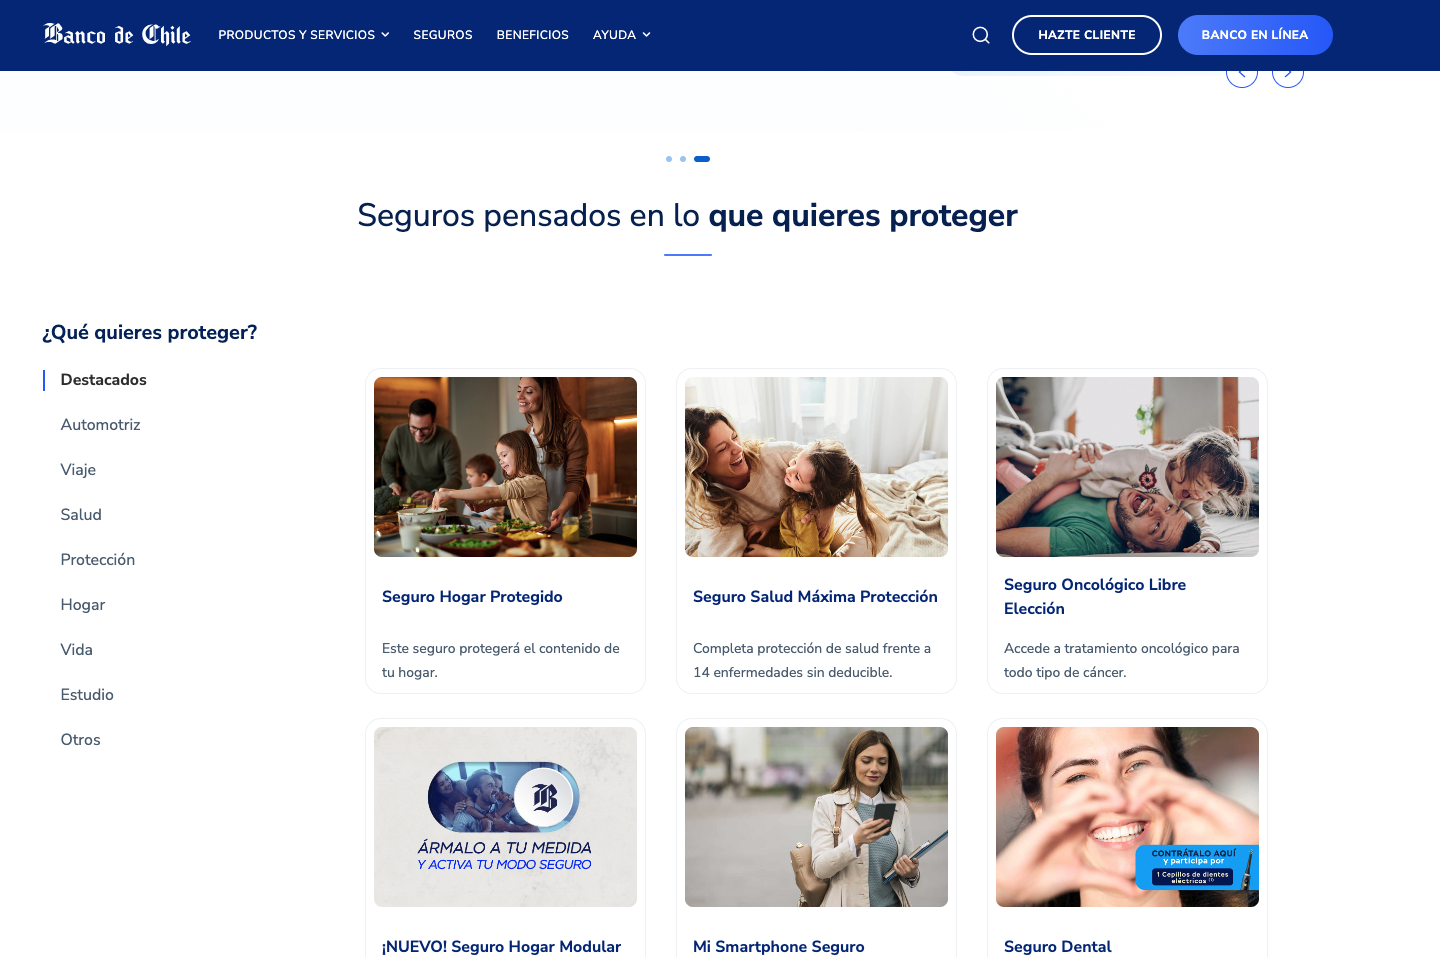 Banco de Chile
PRODUCTOS Y SERVICIOS
SEGUROS
BENEFICIOS
AYUDA
HAZTE CLIENTE
BANCO EN LÍNEA
Seguros pensados en lo que quieres proteger
¿Qué quieres proteger?
Destacados
Automotriz
Viaje
Salud
Protección
Hogar
Vida
Estudio
Otros
Seguro Hogar Protegido
Este seguro protegerá el contenido de
tu hogar.
Seguro Salud Máxima Protección
Completa protección de salud frente a
14 enfermedades sin deducible.
Seguro Oncológico Libre
Elección
Accede a tratamiento oncológico para
todo tipo de cáncer.
B
ÁRMALO A TU MEDIDA
Y ACTIVA TU MODO SEGURO
¡NUEVO! Seguro Hogar Modular
Mi Smartphone Seguro
CONTRÁTALO AQUÍ
y participa por
1 Cepillos de dientes
eléctricos (1)
Seguro Dental